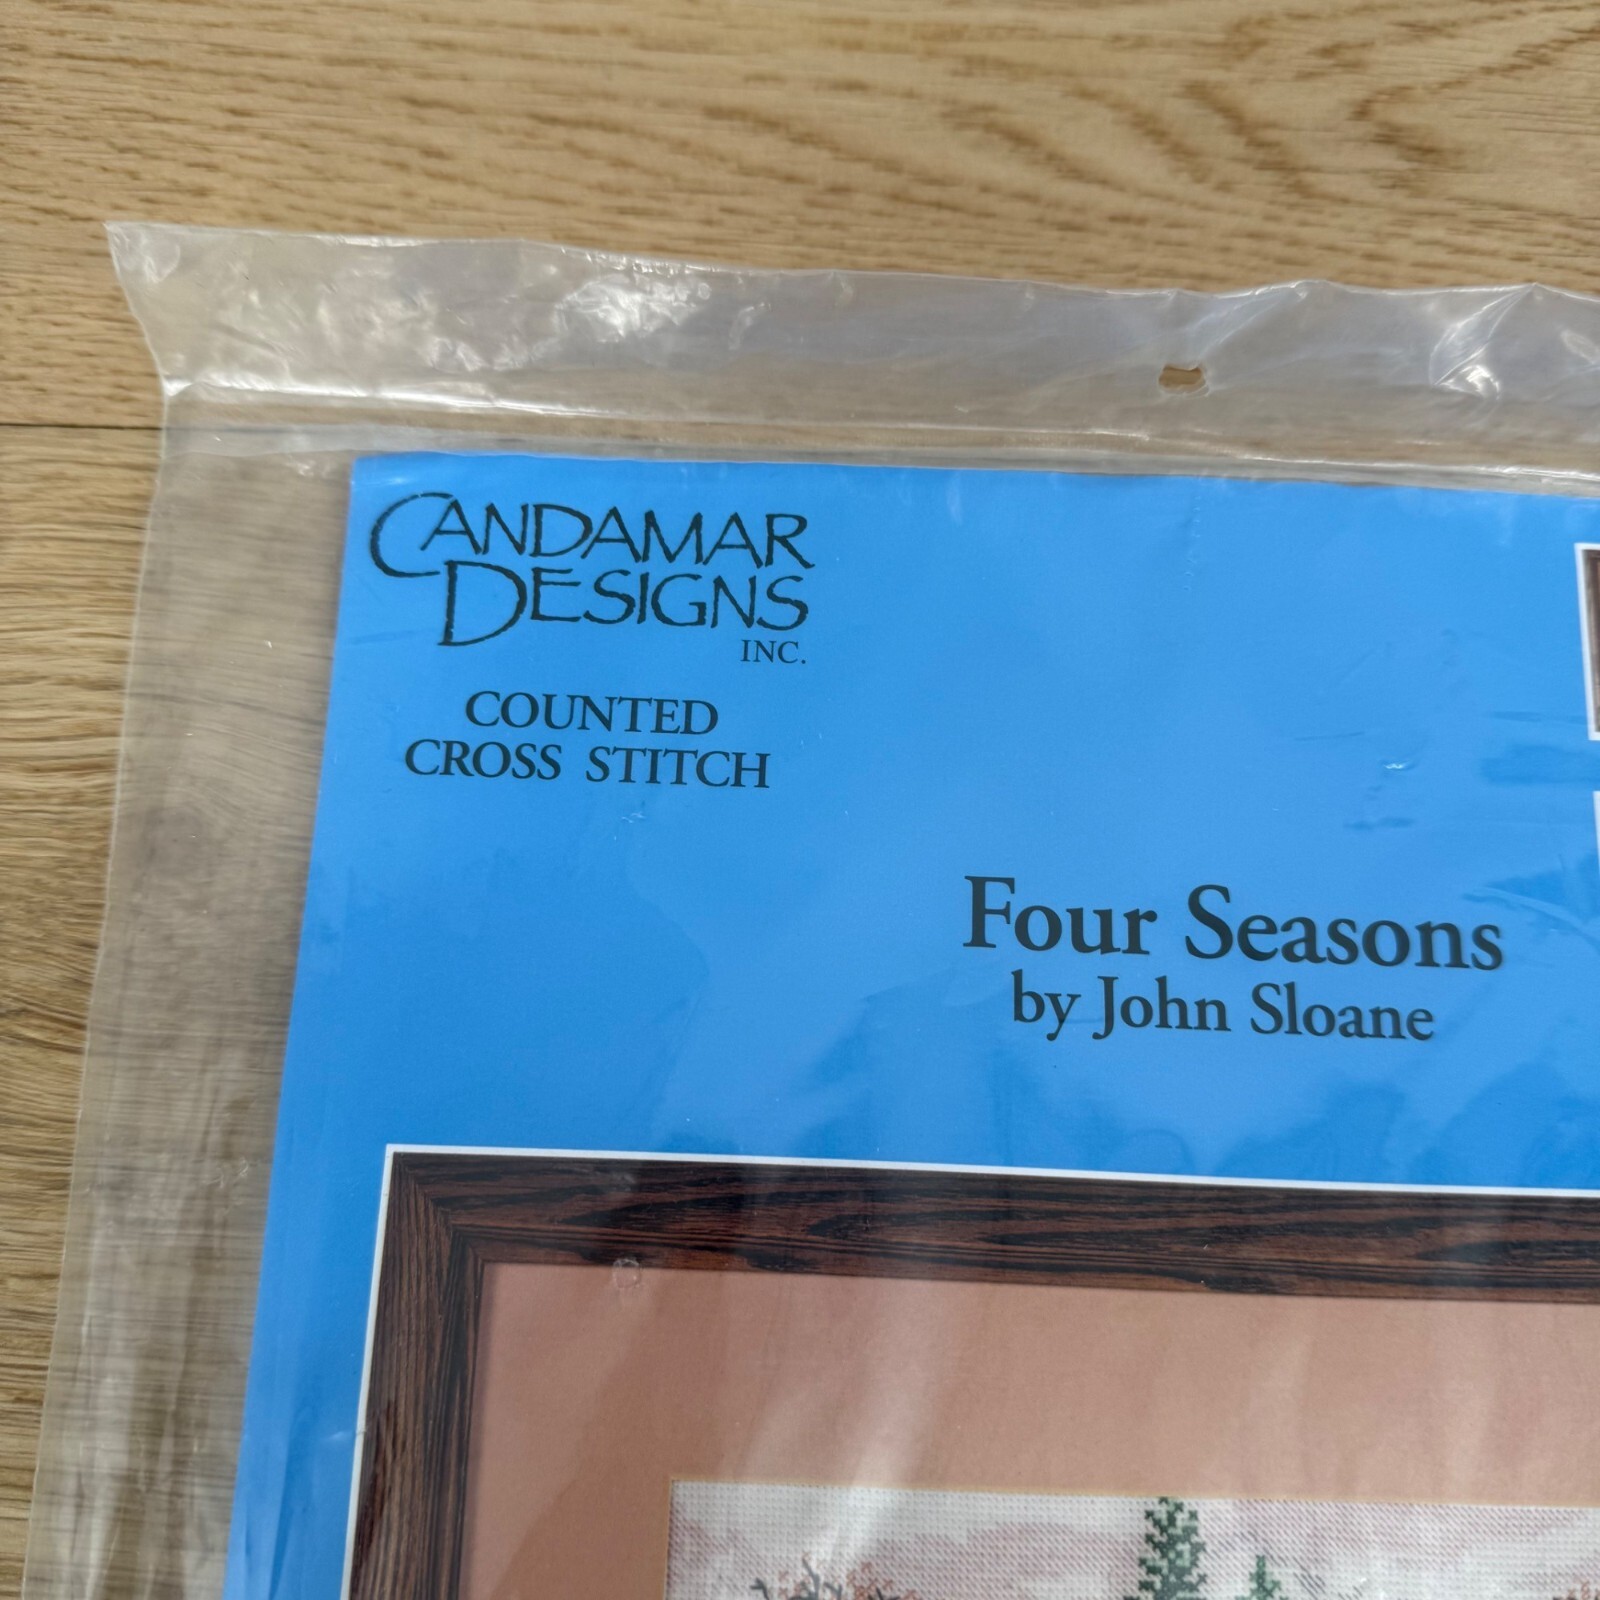 CANDAMAR
DESIGNS
INC.
COUNTED
CROSS STITCH
Four Seasons
by John Sloane